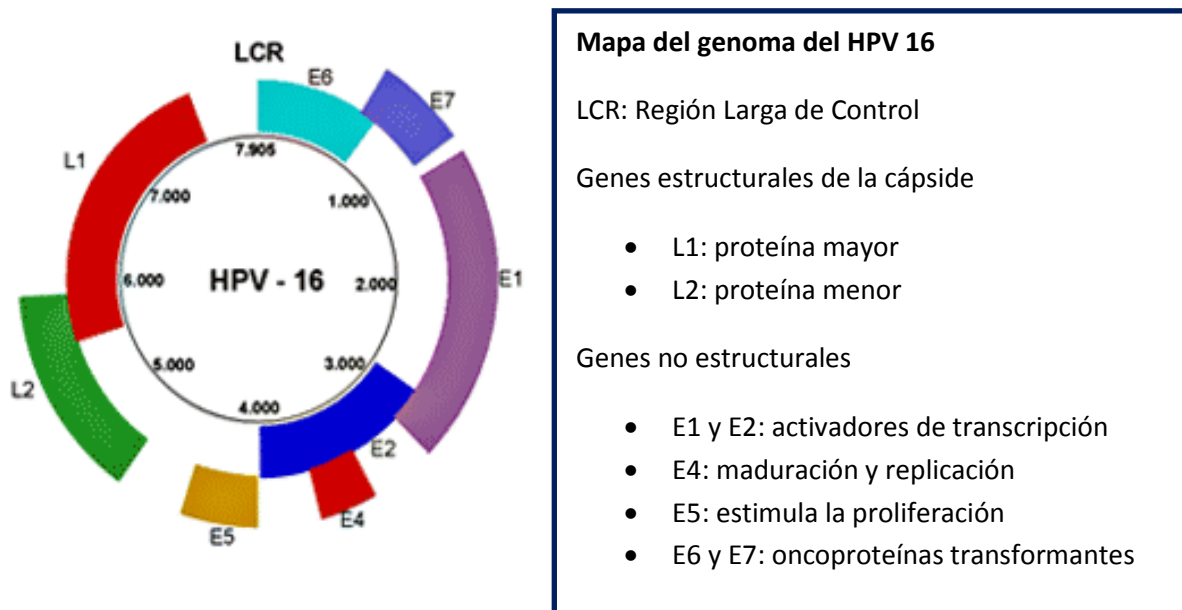 LCR
E6
E7
L1
7.905
7.000
1.000
HPV - 16
6.000
2.000
E1
5.000
3.000
L2
4.000
E2
E4
E5
Mapa del genoma del HPV 16
LCR: Región Larga de Control
Genes estructurales de la cápside
• L1: proteína mayor
• L2: proteína menor
Genes no estructurales
• E1 y E2: activadores de transcripción
• E4: maduración y replicación
• E5: estimula la proliferación
• E6 y E7: oncoproteínas transformantes